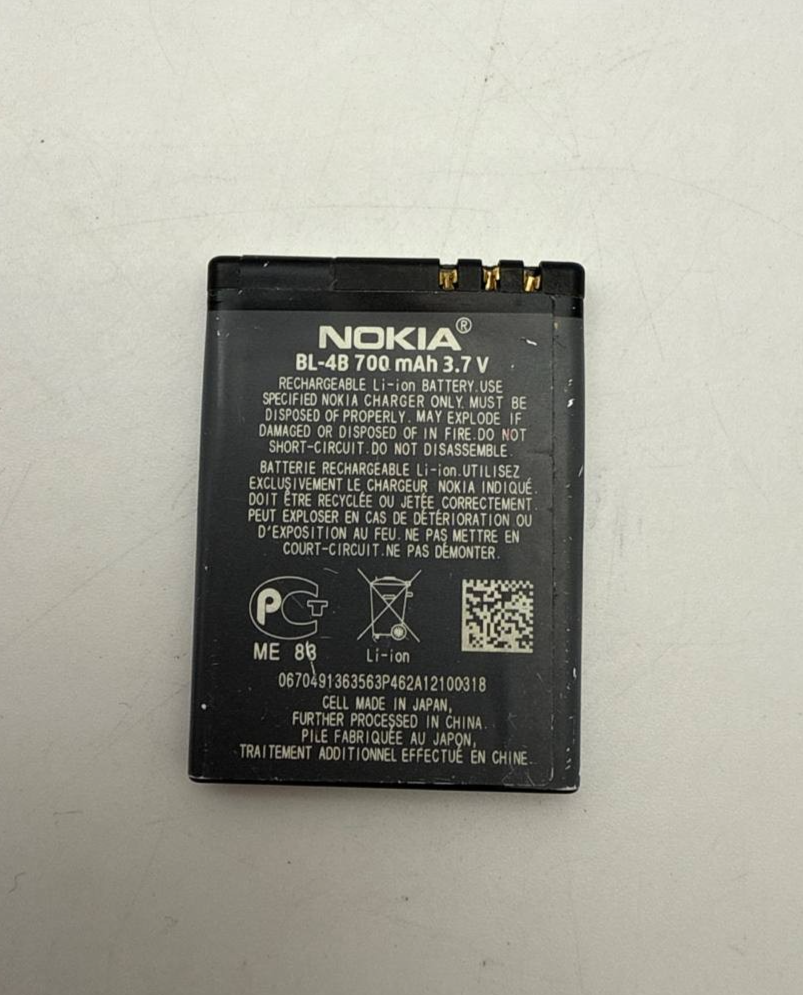 NOKIA®
BL-4B 700 mAh 3.7 V
RECHARGEABLE Li-ion BATTERY.USE
SPECIFIED NOKIA CHARGER ONLY. MUST BE
DISPOSED OF PROPERLY. MAY EXPLODE IF
DAMAGED OR DISPOSED OF IN FIRE.DO NOT
SHORT-CIRCUIT.DO NOT DISASSEMBLE.
BATTERIE RECHARGEABLE Li-ion.UTILISEZ
EXCLUSIVEMENT LE CHARGEUR NOKIA INDIQUÉ.
DOIT ÊTRE RECYCLÉE OU JETÉE CORRECTEMENT.
PEUT EXPLOSER EN CAS DE DÉTÉRIORATION OU
D'EXPOSITION AU FEU.NE PAS METTRE EN
COURT-CIRCUIT.NE PAS DÉMONTER.
PCT
ME 83 Li-ion
0670491363563P462A12100318
CELL MADE IN JAPAN,
FURTHER PROCESSED IN CHINA.
PILE FABRIQUÉE AU JAPON,
TRAITEMENT ADDITIONNEL EFFECTUÉ EN CHINE.